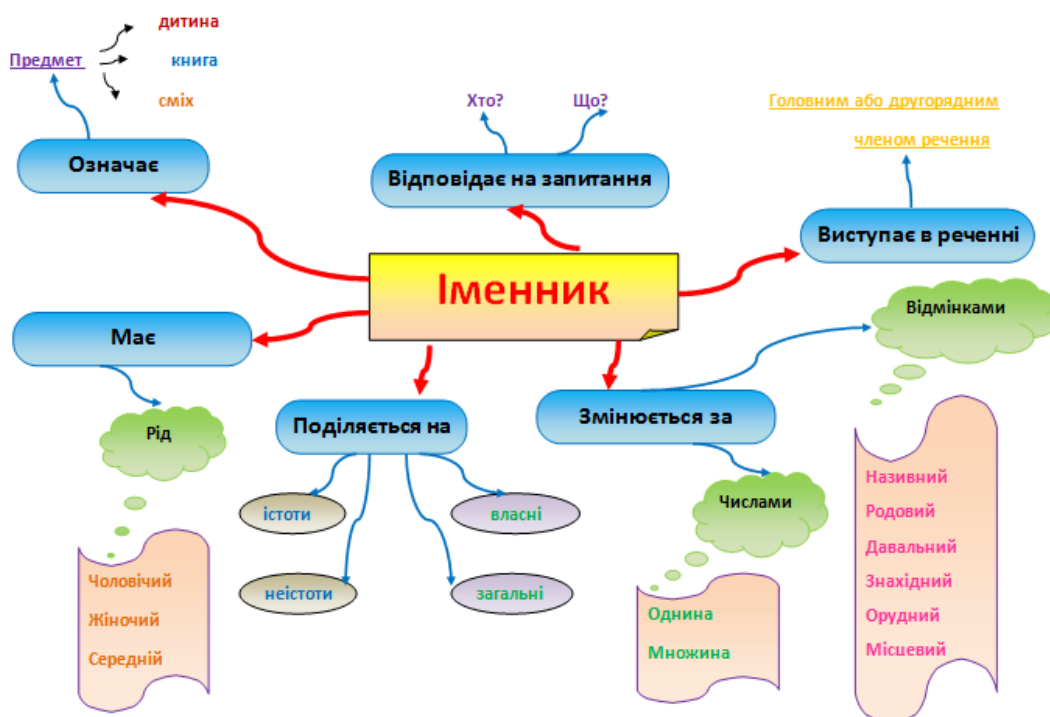 дитина
Предмет
книга
сміх
Хто?
Що?
Головним або другорядним
членом речення
Означає
Відповідає на запитання
Виступає в реченні
Іменник
Має
Відмінками
Поділяється на
Змінюється за
Рід
Числами
істоти
власні
неістоти
загальні
Чоловічий
Жіночий
Середній
Однина
Множина
Називний
Родовий
Давальний
Знахідний
Орудний
Місцевий